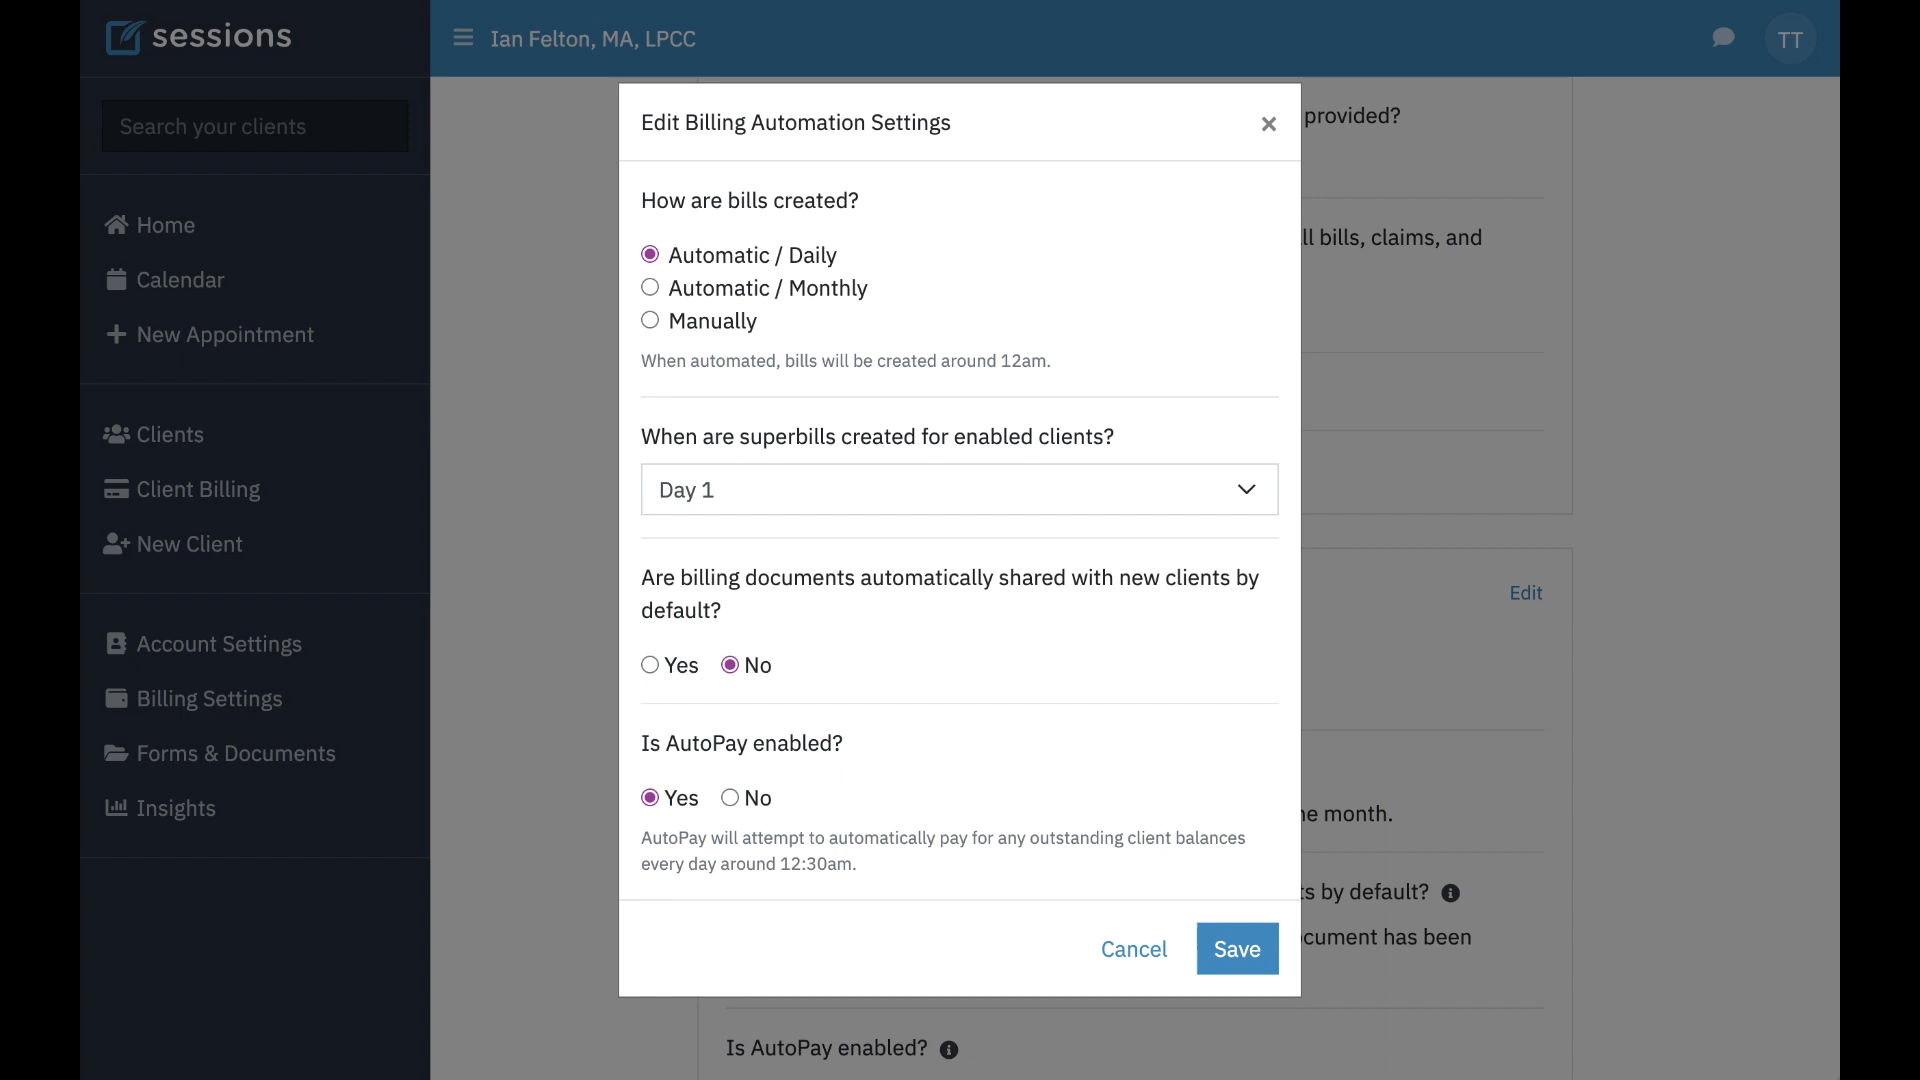 sessions
Ian Felton, MA, LPCC
TT
Search your clients
Home
Calendar
New Appointment
Clients
Client Billing
New Client
Account Settings
Billing Settings
Forms & Documents
Insights
Edit Billing Automation Settings
×
How are bills created?
Automatic / Daily
Automatic / Monthly
Manually
When automated, bills will be created around 12am.
When are superbills created for enabled clients?
Day 1
Are billing documents automatically shared with new clients by
default?
Yes No
Is AutoPay enabled?
Yes No
AutoPay will attempt to automatically pay for any outstanding client balances
every day around 12:30am.
Cancel Save
provided?
ll bills, claims, and
Edit
he month.
ts by default?
ocument has been
Is AutoPay enabled?